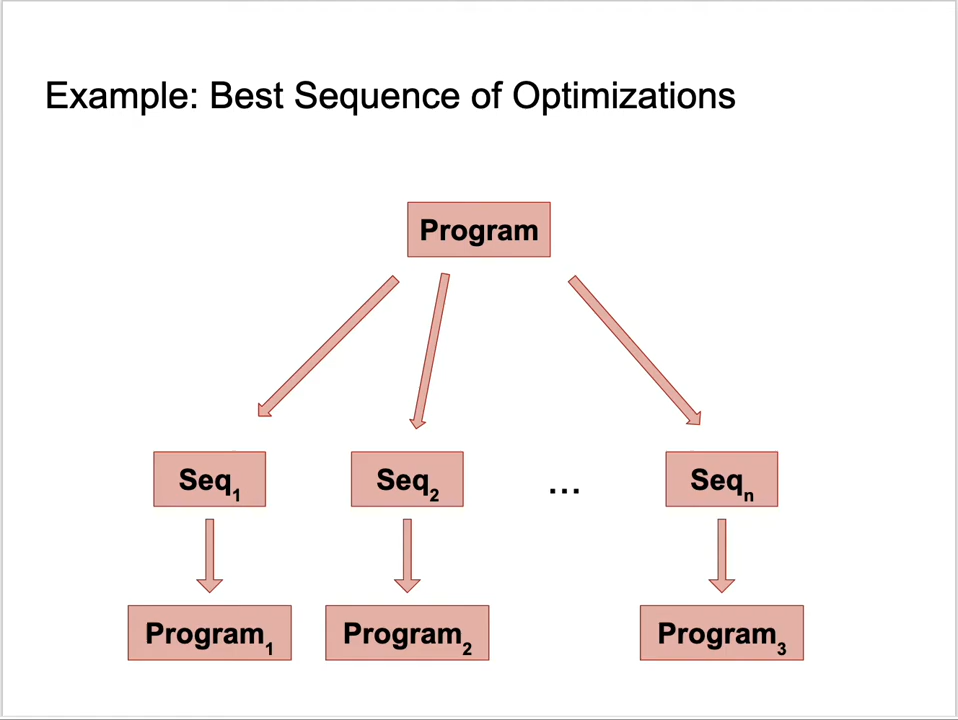 Example: Best Sequence of Optimizations
Program
Seq1
Seq2
...
Seqn
Program1
Program2
Program3